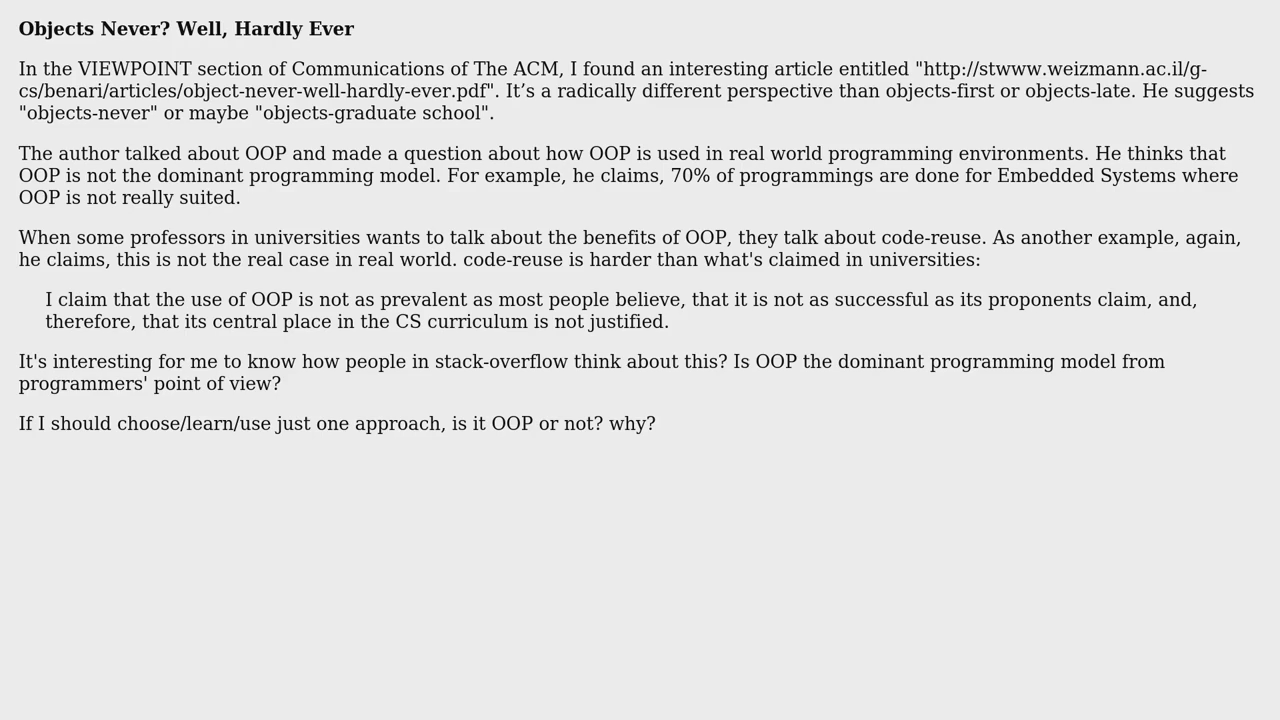 Objects Never? Well, Hardly Ever
In the VIEWPOINT section of Communications of The ACM, I found an interesting article entitled "http://stwww.weizmann.ac.il/g-
cs/benari/articles/object-never-well-hardly-ever.pdf". It’s a radically different perspective than objects-first or objects-late. He suggests
"objects-never" or maybe "objects-graduate school".
The author talked about OOP and made a question about how OOP is used in real world programming environments. He thinks that
OOP is not the dominant programming model. For example, he claims, 70% of programmings are done for Embedded Systems where
OOP is not really suited.
When some professors in universities wants to talk about the benefits of OOP, they talk about code-reuse. As another example, again,
he claims, this is not the real case in real world. code-reuse is harder than what's claimed in universities:
I claim that the use of OOP is not as prevalent as most people believe, that it is not as successful as its proponents claim, and,
therefore, that its central place in the CS curriculum is not justified.
It's interesting for me to know how people in stack-overflow think about this? Is OOP the dominant programming model from
programmers' point of view?
If I should choose/learn/use just one approach, is it OOP or not? why?